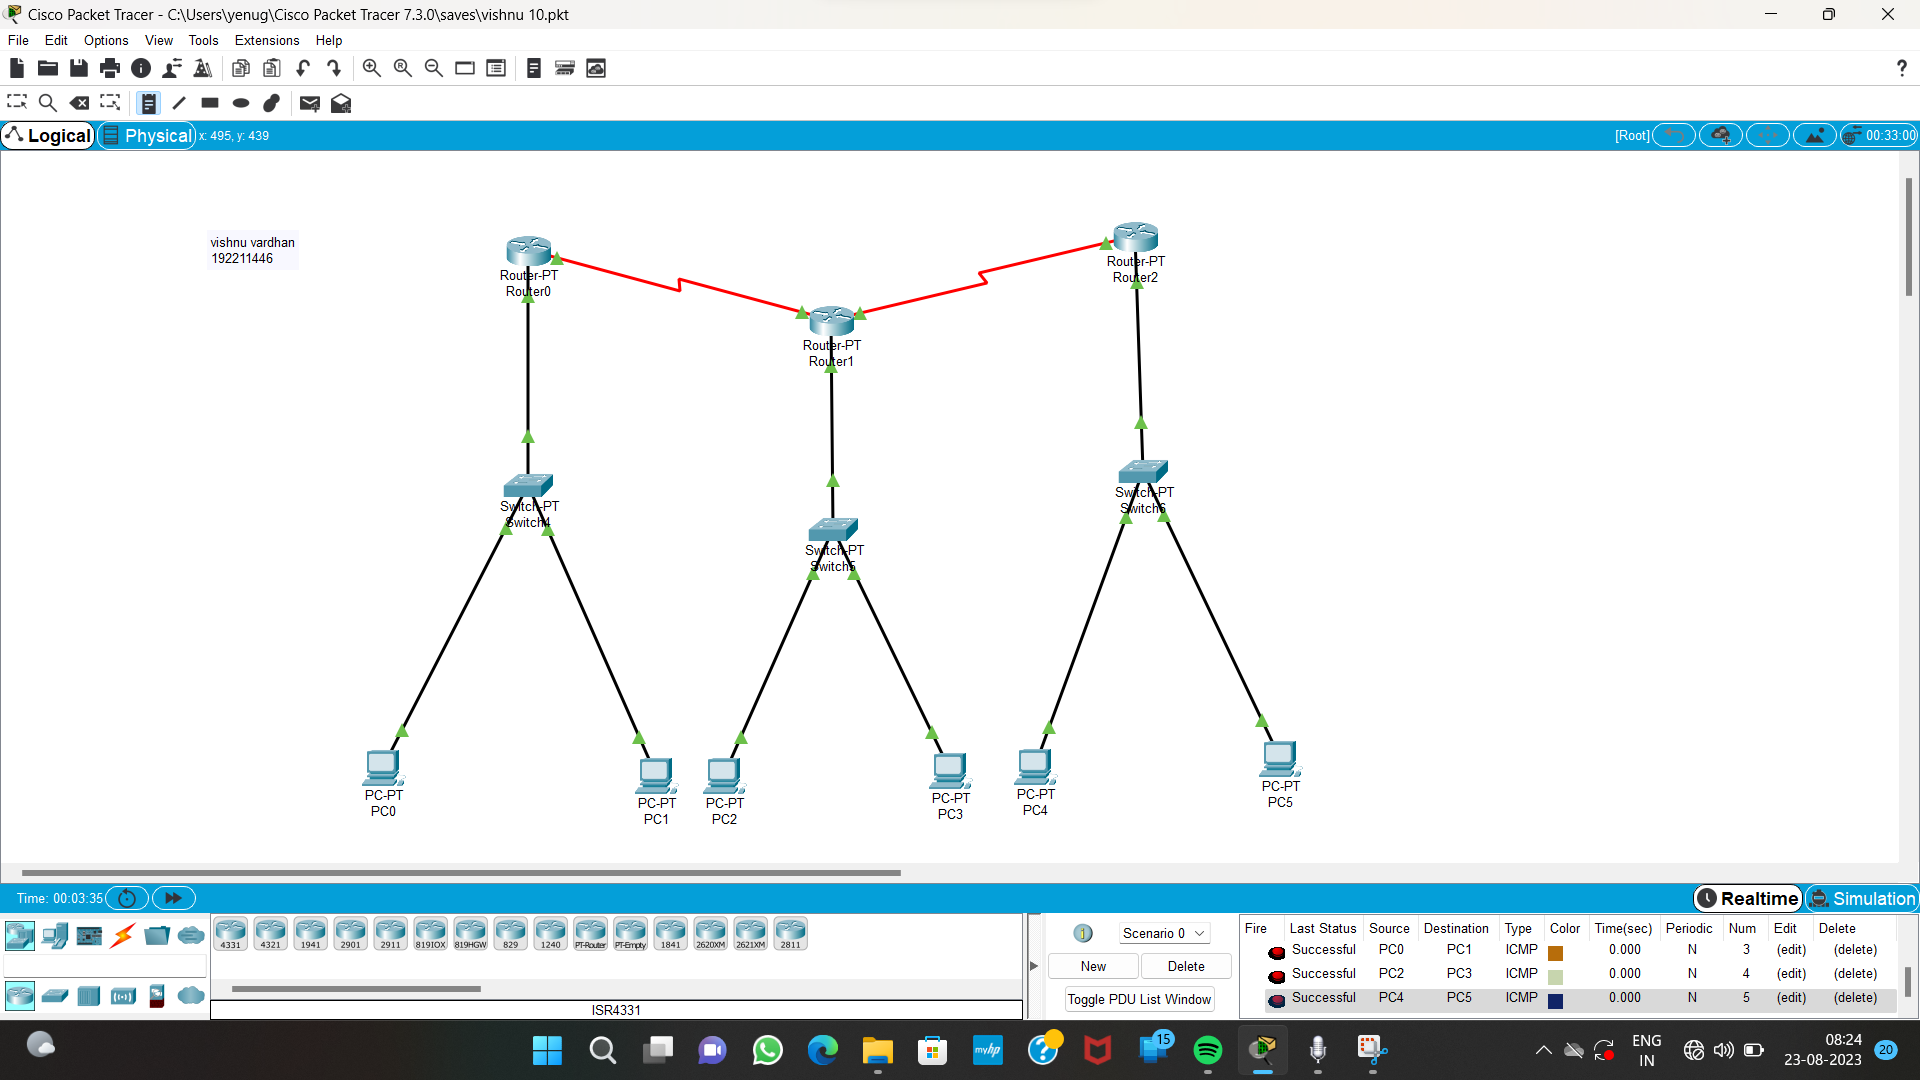 Cisco Packet Tracer - C:\Users\yenug\Cisco Packet Tracer 7.3.0\saves\vishnu 10.pkt
File Edit Options View Tools Extensions Help
?
Logical Physical x: 495, y: 439 [Root] 00:33:00
vishnu vardhan
192211446
Router-PT
Router0
Router-PT
Router1
Router-PT
Router2
Switch-PT
Switch4
Switch-PT
Switch5
Switch-PT
Switch6
PC-PT
PC0
PC-PT
PC1
PC-PT
PC2
PC-PT
PC3
PC-PT
PC4
PC-PT
PC5
Time: 00:03:35 Realtime Simulation
4331 4321 1941 2901 2911 819IOX 819HGW 829 1240 PT-Router PT-Empty 1841 2620XM 2621XM 2811
ISR4331
Scenario 0
New Delete
Toggle PDU List Window
Fire Last Status Source Destination Type Color Time(sec) Periodic Num Edit Delete
Successful PC0 PC1 ICMP 0.000 N 3 (edit) (delete)
Successful PC2 PC3 ICMP 0.000 N 4 (edit) (delete)
Successful PC4 PC5 ICMP 0.000 N 5 (edit) (delete)
myhp
15
ENG
IN
08:24
23-08-2023
20